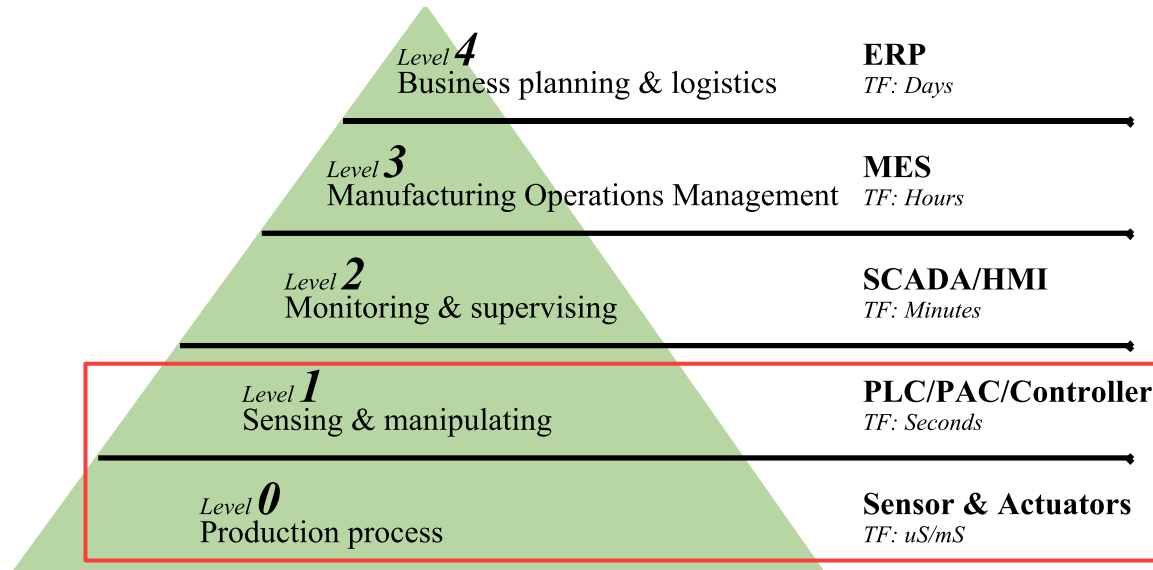 Level 4
Business planning & logistics
ERP
TF: Days
Level 3
Manufacturing Operations Management
MES
TF: Hours
Level 2
Monitoring & supervising
SCADA/HMI
TF: Minutes
Level 1
Sensing & manipulating
PLC/PAC/Controller
TF: Seconds
Level 0
Production process
Sensor & Actuators
TF: uS/mS